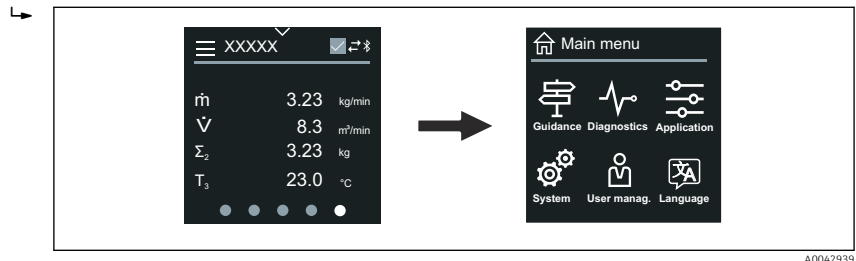 XXXXX
ṁ 3.23 kg/min
V̇ 8.3 m³/min
Σ₂ 3.23 kg
T₃ 23.0 °C
Main menu
Guidance Diagnostics Application
System User manag. Language
A0042939